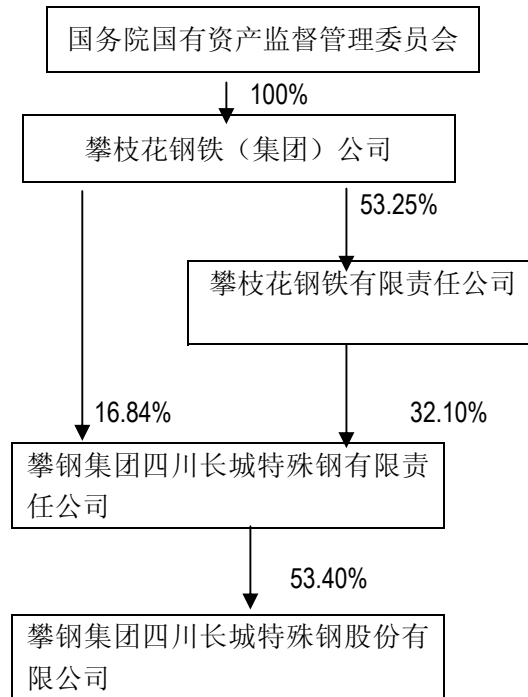 国务院国有资产监督管理委员会
100%
攀枝花钢铁（集团）公司
53.25%
攀枝花钢铁有限责任公司
16.84%
32.10%
攀钢集团四川长城特殊钢有限责
任公司
53.40%
攀钢集团四川长城特殊钢股份有
限公司